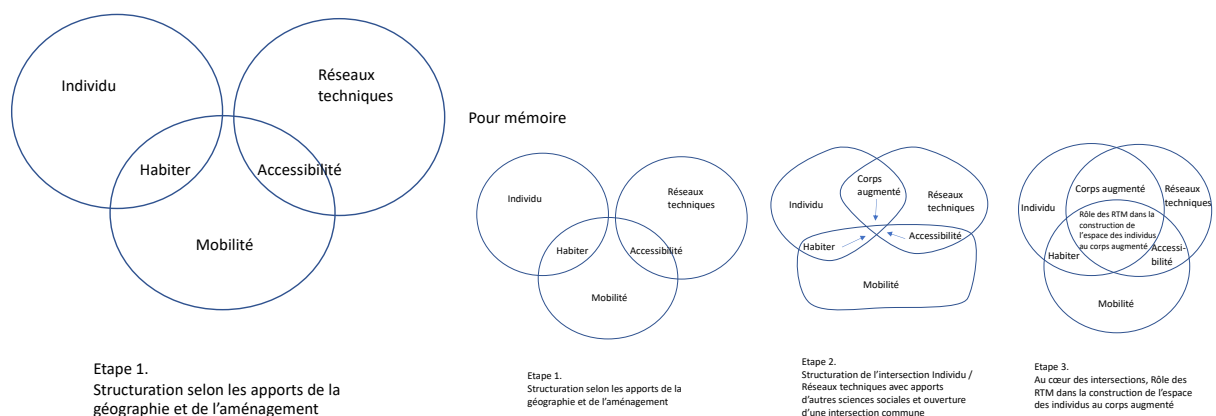 Individu
Réseaux
techniques
Habiter
Accessibilité
Mobilité
Etape 1.
Structuration selon les apports de la
géographie et de l'aménagement
Pour mémoire
Individu
Réseaux
techniques
Habiter
Accessibilité
Mobilité
Etape 1.
Structuration selon les apports de la
géographie et de l'aménagement
Corps
augmenté
Individu
Réseaux
techniques
Habiter
Accessibilité
Mobilité
Etape 2.
Structuration de l'intersection Individu /
Réseaux techniques avec apports
d'autres sciences sociales et ouverture
d'une intersection commune
Corps augmenté
Individu
Réseaux
techniques
Rôle des RTM dans la
construction de
l'espace des individus
au corps augmenté
Habiter
Accessi-
bilité
Mobilité
Etape 3.
Au cœur des intersections, Rôle des
RTM dans la construction de l'espace
des individus au corps augmenté